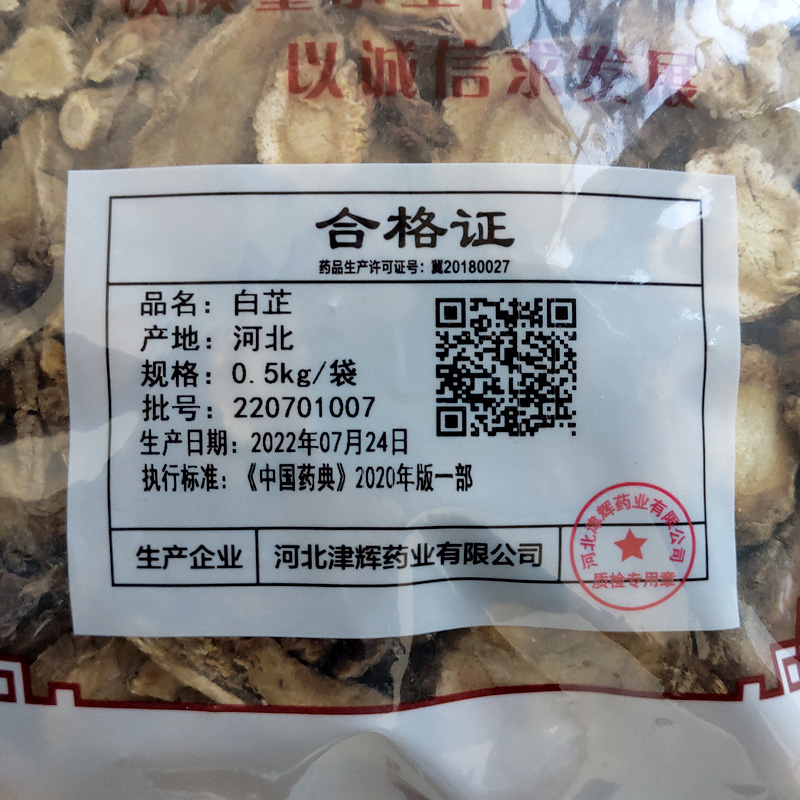 以诚信求发展
合格证
药品生产许可证号：冀20180027
品名：白芷
产地：河北
规格：0.5kg/袋
批号：220701007
生产日期：2022年07月24日
执行标准：《中国药典》2020年版一部
生产企业 河北津辉药业有限公司
河北津辉药业有限公司
质检专用章